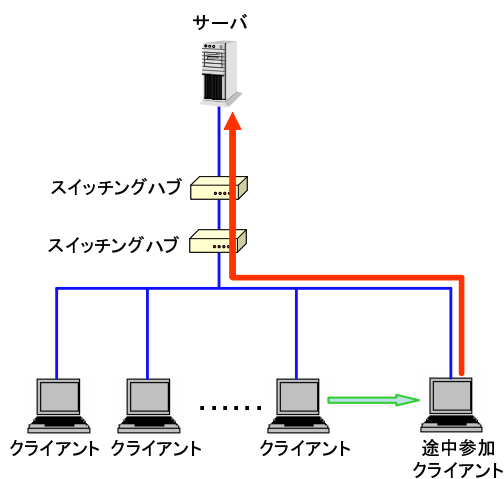 サーバ
スイッチングハブ
スイッチングハブ
クライアント
クライアント
......
クライアント
途中参加
クライアント